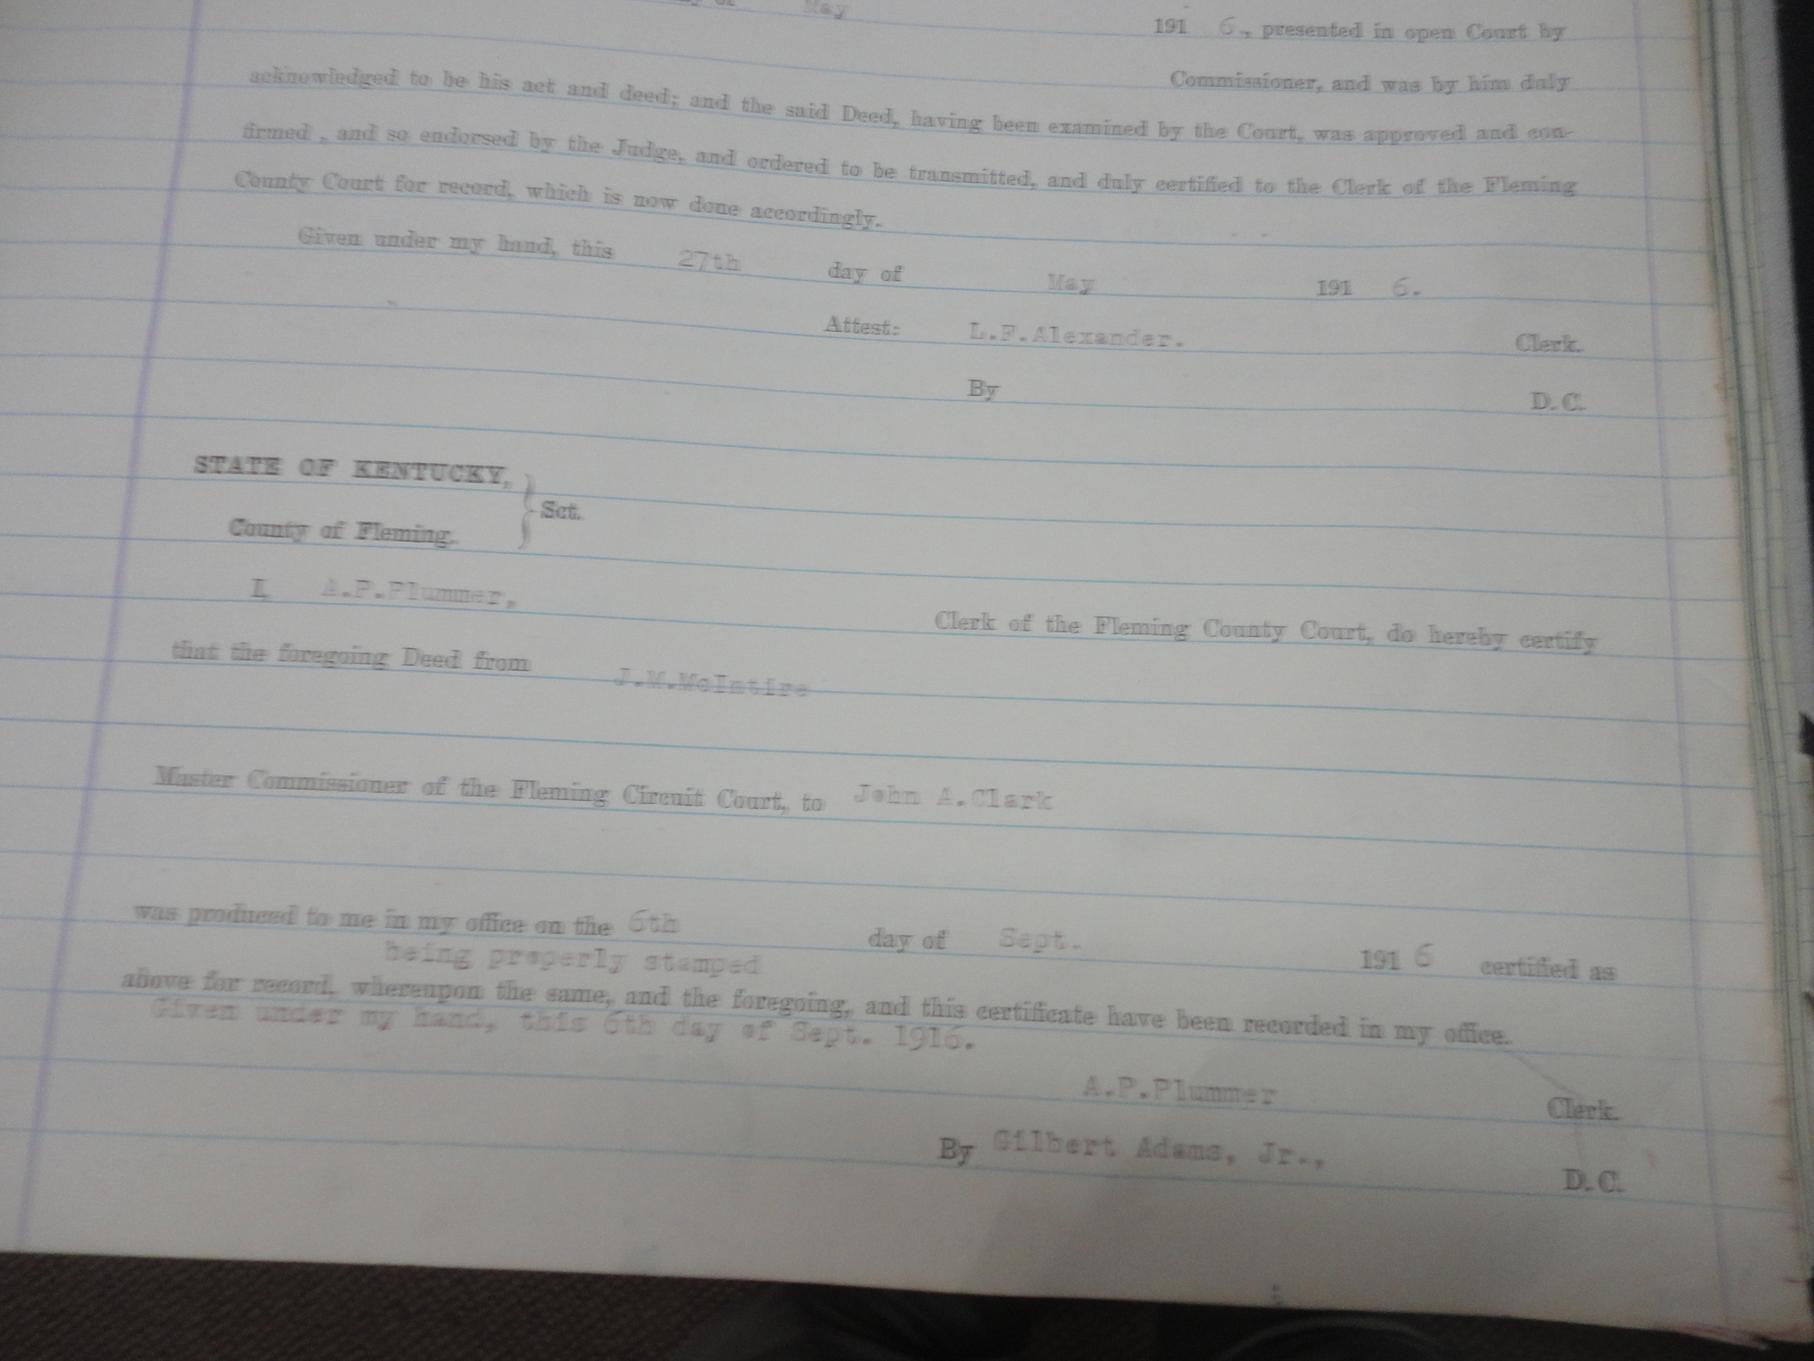 May 191 6., presented in open Court by
Commissioner, and was by him duly
acknowledged to be his act and deed; and the said Deed, having been examined by the Court, was approved and con-
firmed , and so endorsed by the Judge, and ordered to be transmitted, and duly certified to the Clerk of the Fleming
County Court for record, which is now done accordingly.
Given under my hand, this 27th day of May 191 6.
Attest: L.F.Alexander. Clerk.
By D. C.
STATE OF KENTUCKY,
County of Fleming. } Sct.
I, A.P.Plummer, Clerk of the Fleming County Court, do hereby certify
that the foregoing Deed from J.M.McIntire
Master Commissioner of the Fleming Circuit Court, to John A.Clark
was produced to me in my office on the 6th day of Sept. 191 6 certified as
being properly stamped
above for record, whereupon the same, and the foregoing, and this certificate have been recorded in my office.
Given under my hand, this 6th day of Sept. 1916.
A.P.Plummer Clerk.
By Gilbert Adams, Jr., D. C.